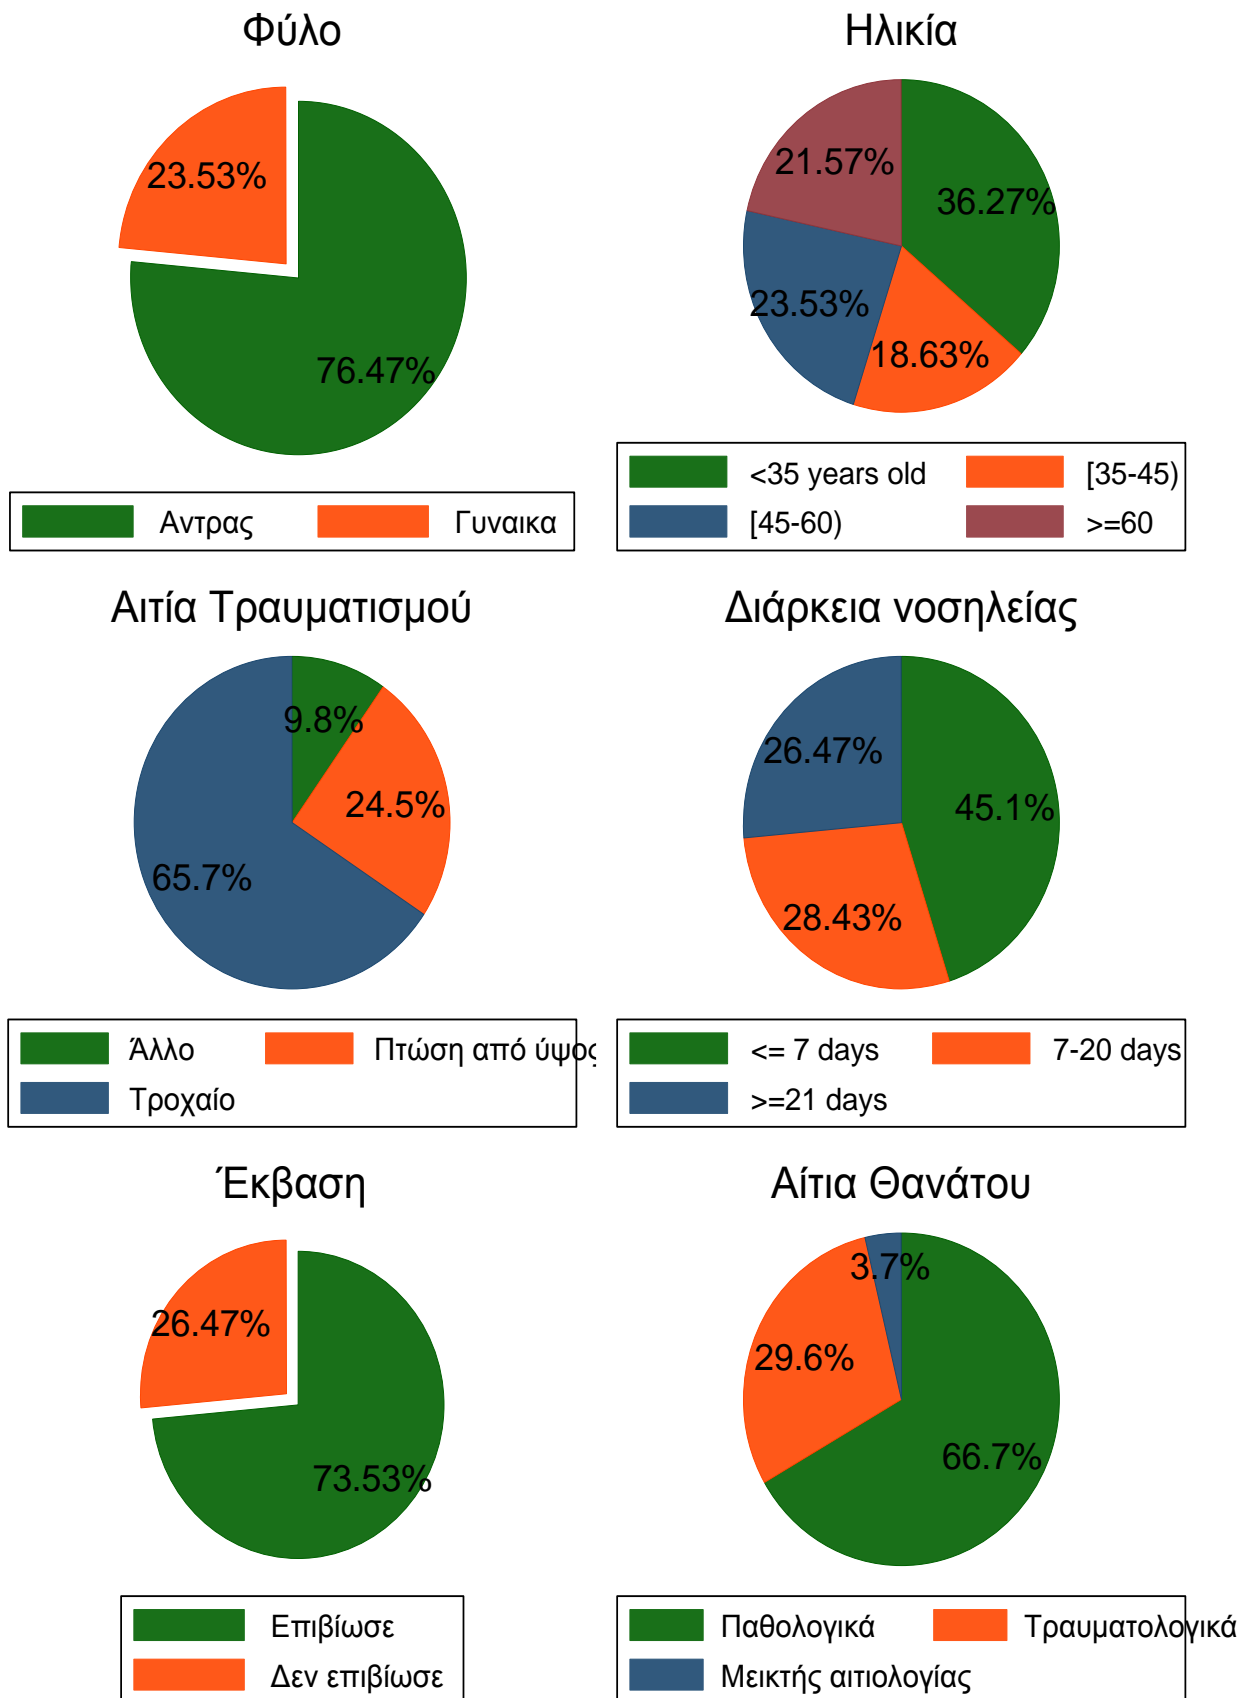 Φύλο
23.53%
76.47%
Αντρας Γυναικα
Ηλικία
21.57%
36.27%
23.53%
18.63%
<35 years old [35-45)
[45-60) >=60
Αιτία Τραυματισμού
9.8%
24.5%
65.7%
Άλλο Πτώση από ύψος
Τροχαίο
Διάρκεια νοσηλείας
26.47%
45.1%
28.43%
<= 7 days 7-20 days
>=21 days
Έκβαση
26.47%
73.53%
Επιβίωσε
Δεν επιβίωσε
Αίτια Θανάτου
3.7%
29.6%
66.7%
Παθολογικά Τραυματολογικά
Μεικτής αιτιολογίας